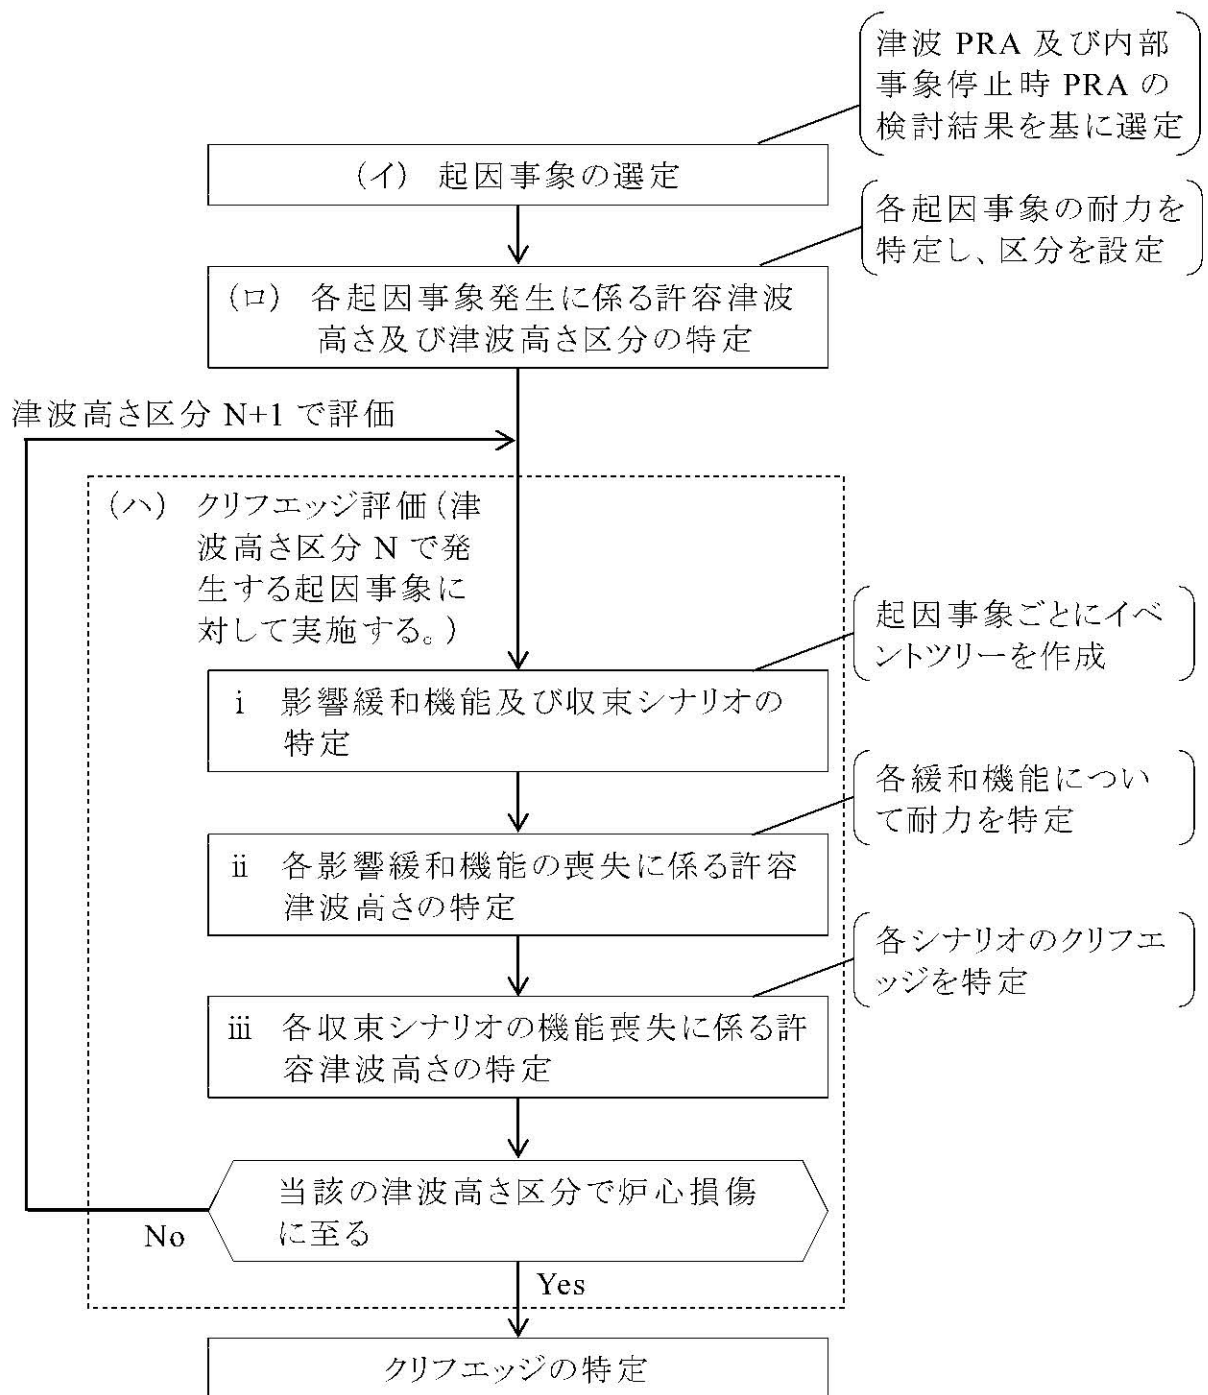 津波 PRA 及び内部
事象停止時 PRA の
検討結果を基に選定
(イ) 起因事象の選定
各起因事象の耐力を
特定し、区分を設定
(ロ) 各起因事象発生に係る許容津波
高さ及び津波高さ区分の特定
津波高さ区分 N+1 で評価
(ハ) クリフエッジ評価(津
波高さ区分 N で発
生する起因事象に
対して実施する。)
起因事象ごとにイベ
ントツリーを作成
i 影響緩和機能及び収束シナリオの
特定
各緩和機能につい
て耐力を特定
ii 各影響緩和機能の喪失に係る許容
津波高さの特定
各シナリオのクリフエ
ッジを特定
iii 各収束シナリオの機能喪失に係る許
容津波高さの特定
当該の津波高さ区分で炉心損傷
に至る
No
Yes
クリフエッジの特定